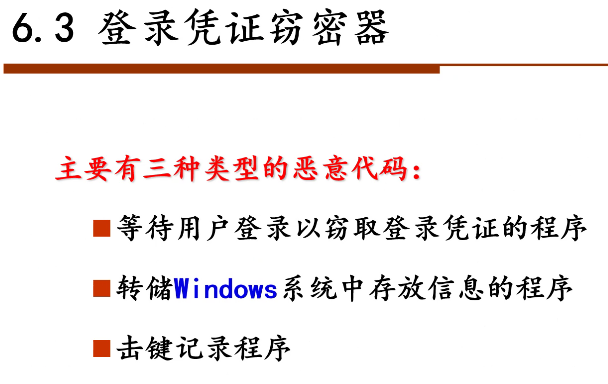 6.3 登录凭证窃密器
主要有三种类型的恶意代码：
等待用户登录以窃取登录凭证的程序
转储Windows系统中存放信息的程序
击键记录程序